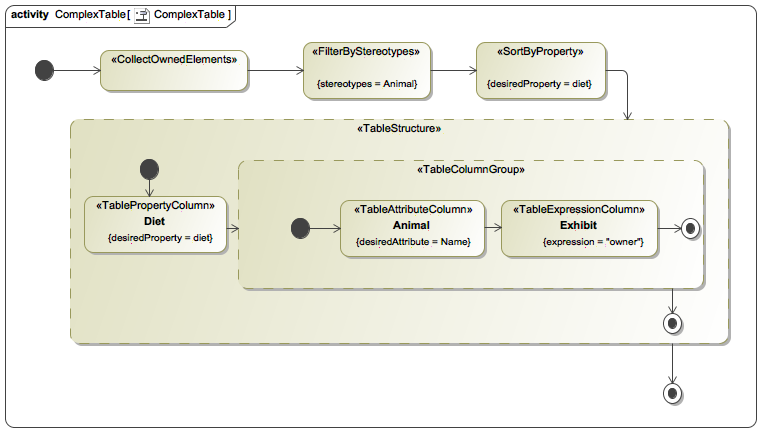 activity ComplexTable[ ComplexTable ]
«CollectOwnedElements»
«FilterByStereotypes»
{stereotypes = Animal}
«SortByProperty»
{desiredProperty = diet}
«TableStructure»
«TableColumnGroup»
«TablePropertyColumn»
Diet
{desiredProperty = diet}
«TableAttributeColumn»
Animal
{desiredAttribute = Name}
«TableExpressionColumn»
Exhibit
{expression = "owner"}